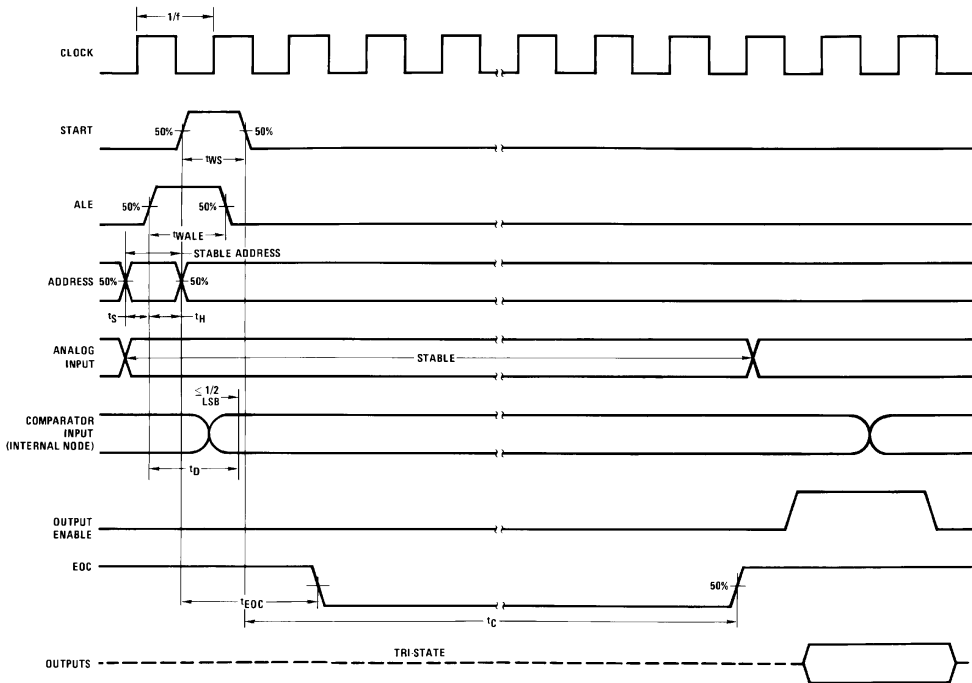 1/f
CLOCK
START
50%
50%
tWS
ALE
50%
50%
tWALE
STABLE ADDRESS
ADDRESS
50%
50%
tS
tH
ANALOG
INPUT
STABLE
≤ 1/2
LSB
COMPARATOR
INPUT
(INTERNAL NODE)
tD
OUTPUT
ENABLE
EOC
50%
tEOC
tC
TRI-STATE
OUTPUTS